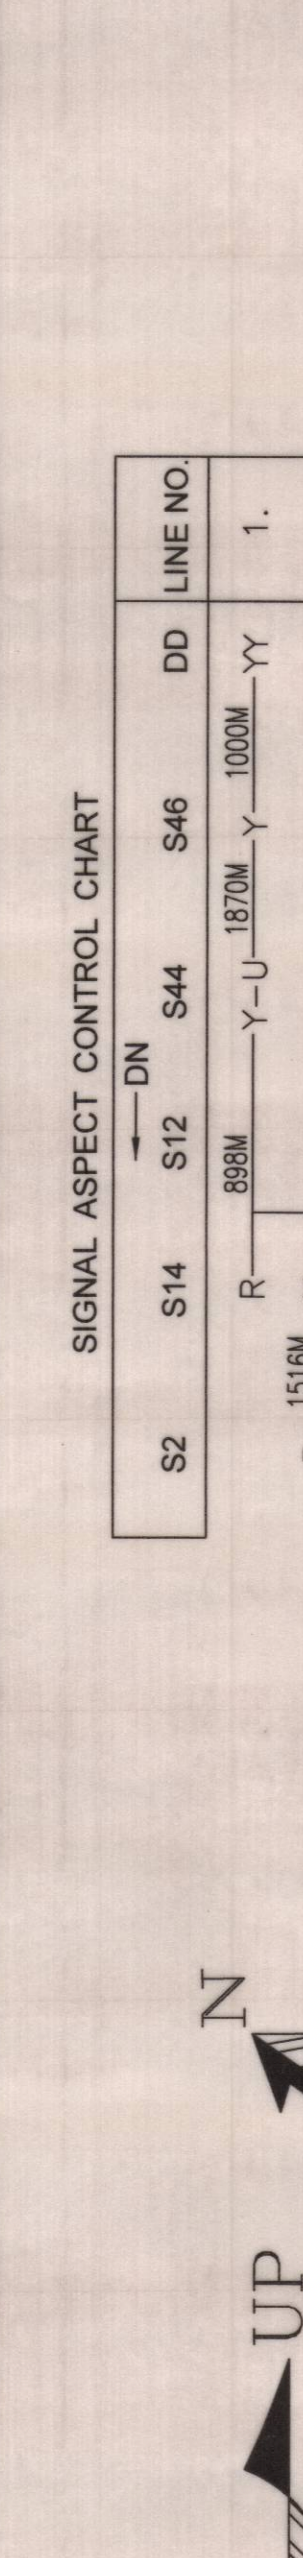 SIGNAL ASPECT CONTROL CHART
←DN
S2 S14 S12 S44 S46 DD LINE NO.
R 898M Y-U 1870M Y 1000M YY 1.
1516M
N
UP